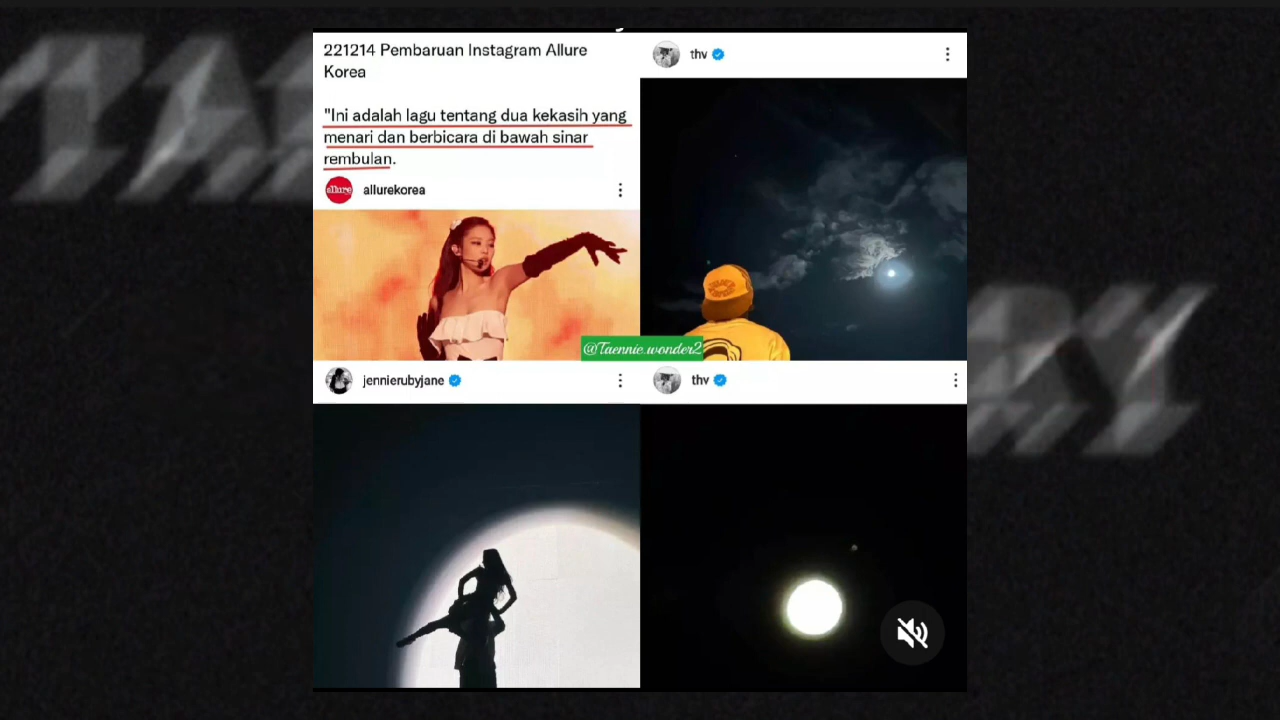 221214 Pembaruan Instagram Allure
Korea
"Ini adalah lagu tentang dua kekasih yang
menari dan berbicara di bawah sinar
rembulan.
allure
allurekorea
thv
@Taennie.wonder2
jennierubyjane
thv